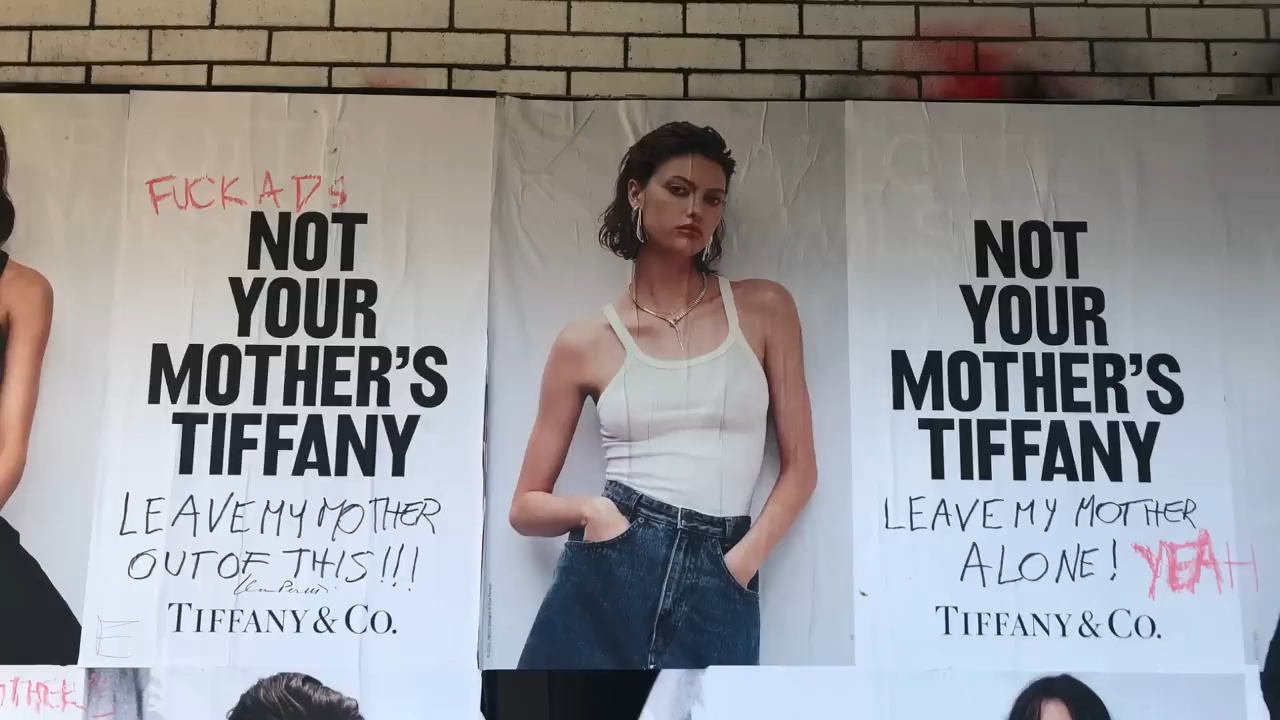 FUCK ADS
NOT
YOUR
MOTHER'S
TIFFANY
LEAVE MY MOTHER
OUT OF THIS!!!
TIFFANY & CO.
E
NOT
YOUR
MOTHER'S
TIFFANY
LEAVE MY MOTHER
ALONE! YEAH
TIFFANY & CO.